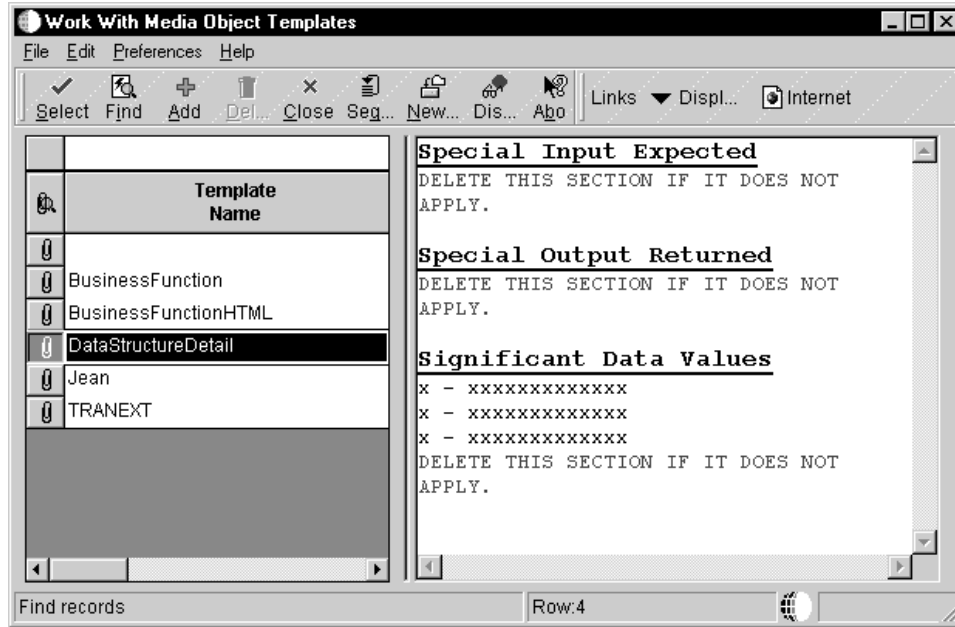 Work With Media Object Templates
File Edit Preferences Help
Select Find Add Del... Close Seq... New... Dis... Abo Links Displ... Internet
Template
Name
BusinessFunction
BusinessFunctionHTML
DataStructureDetail
Jean
TRANEXT
Special Input Expected
DELETE THIS SECTION IF IT DOES NOT
APPLY.
Special Output Returned
DELETE THIS SECTION IF IT DOES NOT
APPLY.
Significant Data Values
x - xxxxxxxxxxxxx
x - xxxxxxxxxxxxx
x - xxxxxxxxxxxxx
DELETE THIS SECTION IF IT DOES NOT
APPLY.
Find records Row:4